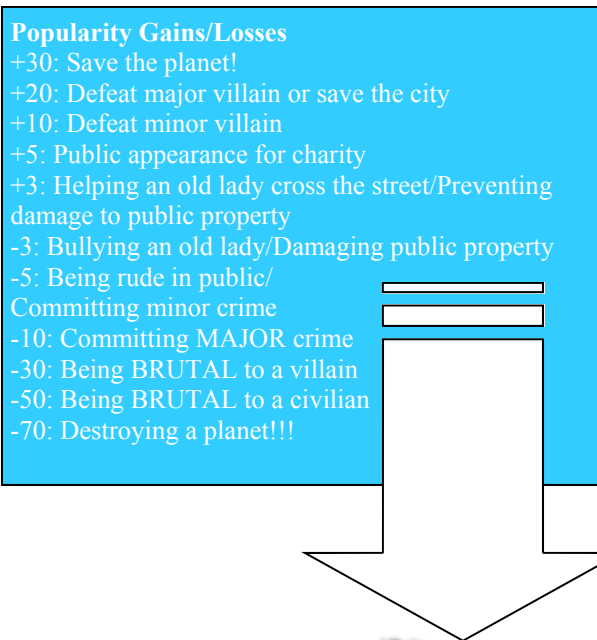 Popularity Gains/Losses
+30: Save the planet!
+20: Defeat major villain or save the city
+10: Defeat minor villain
+5: Public appearance for charity
+3: Helping an old lady cross the street/Preventing
damage to public property
-3: Bullying an old lady/Damaging public property
-5: Being rude in public/
Committing minor crime
-10: Committing MAJOR crime
-30: Being BRUTAL to a villain
-50: Being BRUTAL to a civilian
-70: Destroying a planet!!!